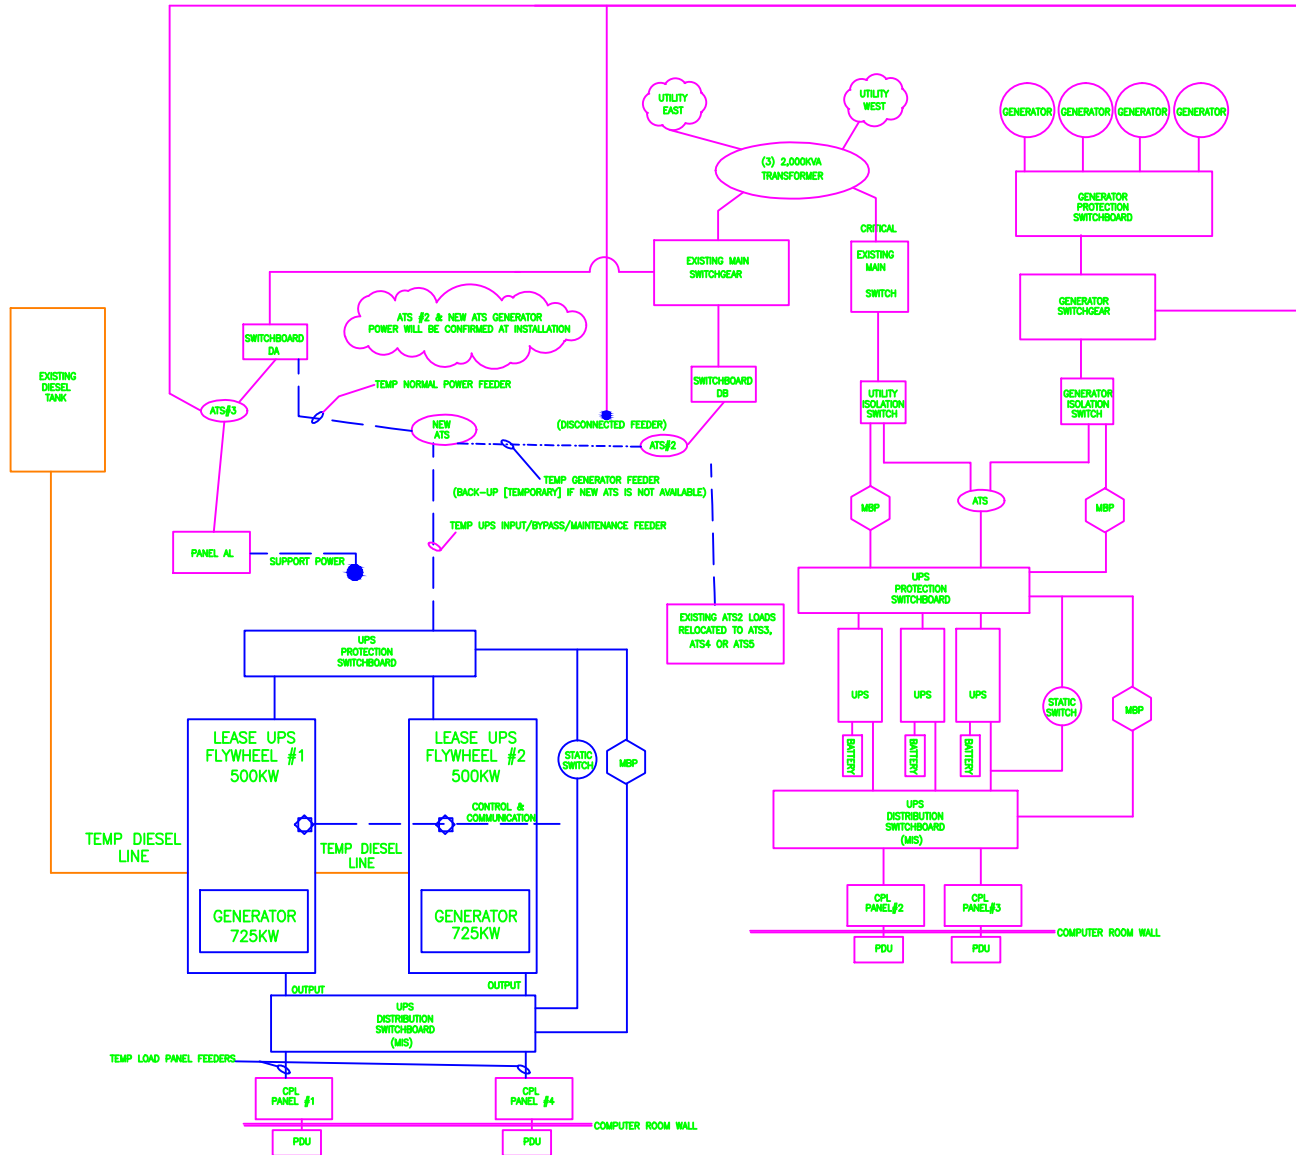 UTILITY
EAST
UTILITY
WEST
GENERATOR
GENERATOR
GENERATOR
GENERATOR
(3) 2,000KVA
TRANSFORMER
GENERATOR
PROTECTION
SWITCHBOARD
CRITICAL
EXISTING MAIN
SWITCHGEAR
EXISTING
MAIN
SWITCH
GENERATOR
SWITCHGEAR
ATS #2 & NEW ATS GENERATOR
POWER WILL BE CONFIRMED AT INSTALLATION
SWITCHBOARD
DA
EXISTING
DIESEL
TANK
TEMP NORMAL POWER FEEDER
SWITCHBOARD
DB
UTILITY
ISOLATION
SWITCH
GENERATOR
ISOLATION
SWITCH
ATS#3
NEW
ATS
(DISCONNECTED FEEDER)
ATS#2
TEMP GENERATOR FEEDER
(BACK-UP [TEMPORARY] IF NEW ATS IS NOT AVAILABLE)
MBP
ATS
MBP
TEMP UPS INPUT/BYPASS/MAINTENANCE FEEDER
PANEL AL
SUPPORT POWER
UPS
PROTECTION
SWITCHBOARD
EXISTING ATS2 LOADS
RELOCATED TO ATS3,
ATS4 OR ATS5
UPS
PROTECTION
SWITCHBOARD
UPS
UPS
UPS
STATIC
SWITCH
MBP
LEASE UPS
FLYWHEEL #1
500KW
LEASE UPS
FLYWHEEL #2
500KW
STATIC
SWITCH
MBP
BATTERY
BATTERY
BATTERY
CONTROL &
COMMUNICATION
UPS
DISTRIBUTION
SWITCHBOARD
(MIS)
TEMP DIESEL
LINE
TEMP DIESEL
LINE
GENERATOR
725KW
GENERATOR
725KW
CPL
PANEL#2
CPL
PANEL#3
COMPUTER ROOM WALL
PDU
PDU
OUTPUT
OUTPUT
UPS
DISTRIBUTION
SWITCHBOARD
(MIS)
TEMP LOAD PANEL FEEDERS
CPL
PANEL #1
CPL
PANEL #4
COMPUTER ROOM WALL
PDU
PDU